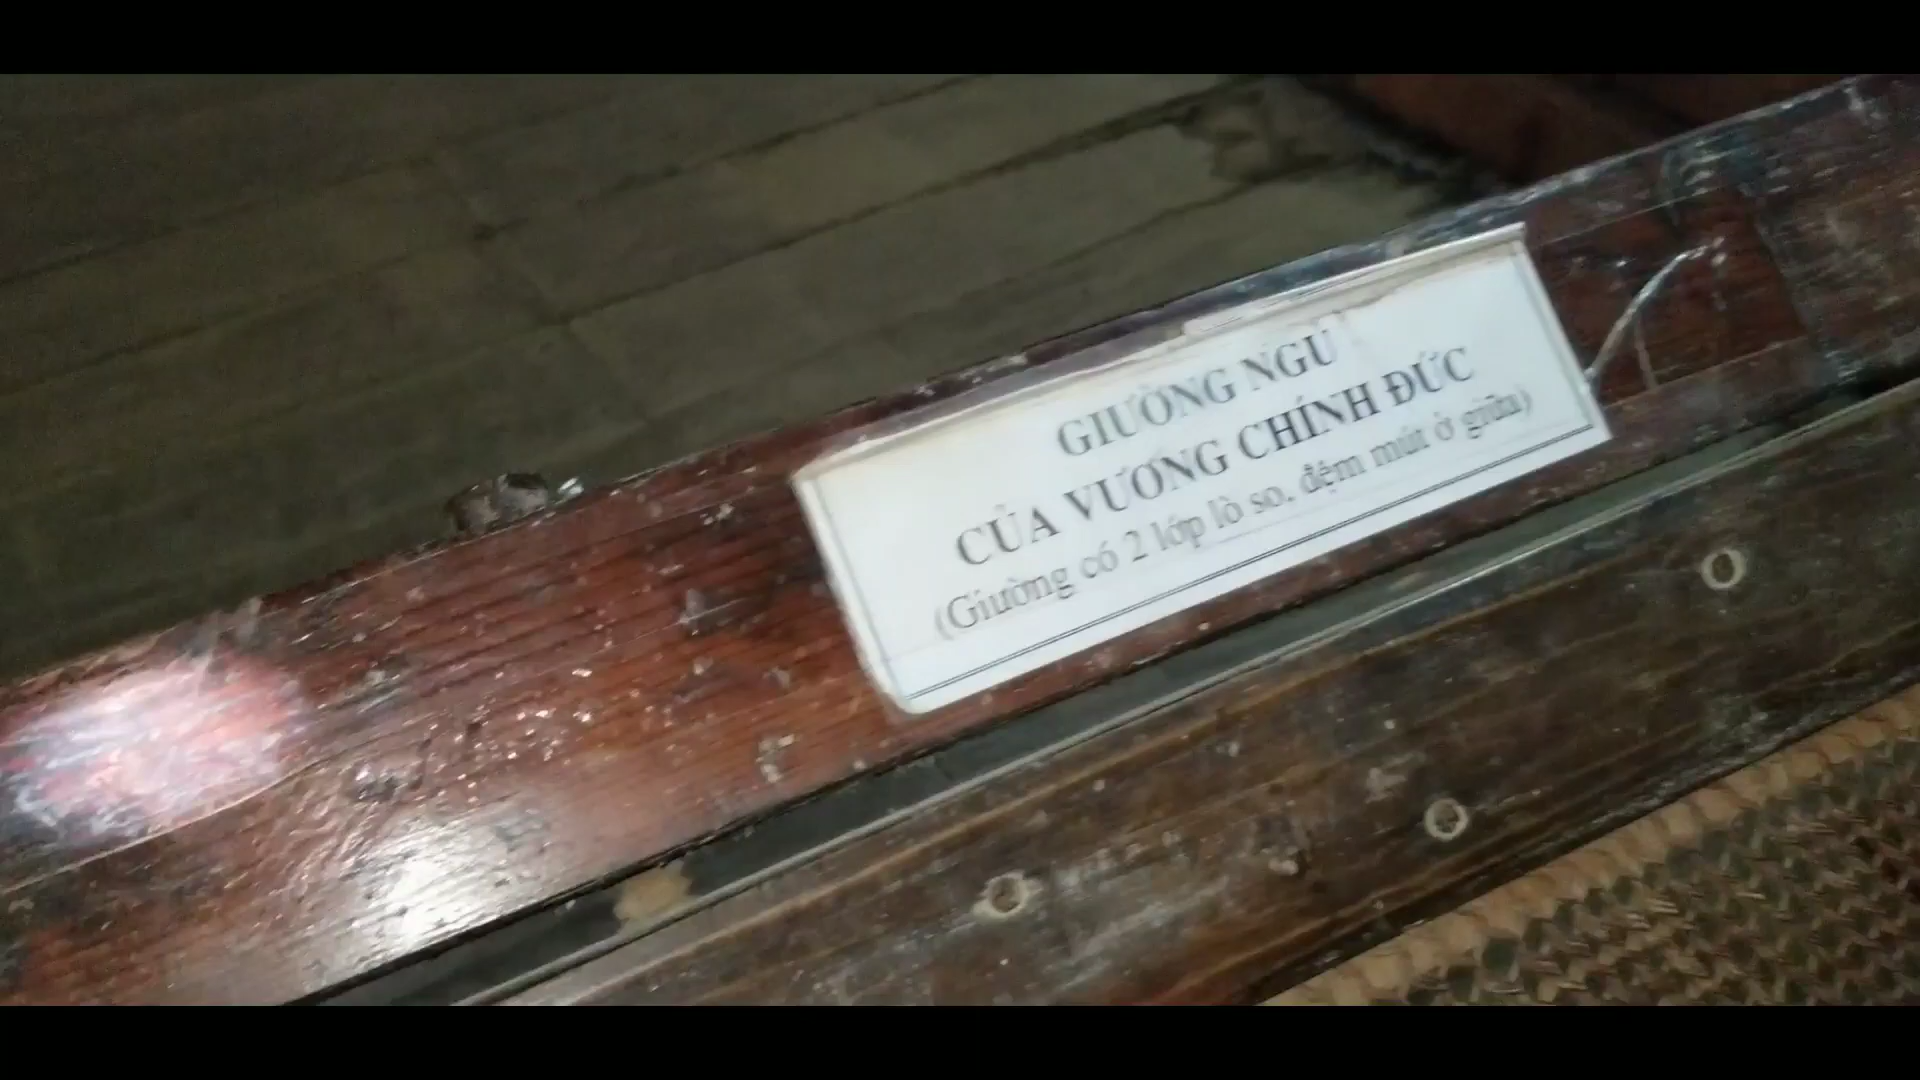 GIƯỜNG NGỦ
CỦA VƯƠNG CHÍNH ĐỨC
(Giường có 2 lớp lò so, đệm mút ở giữa)